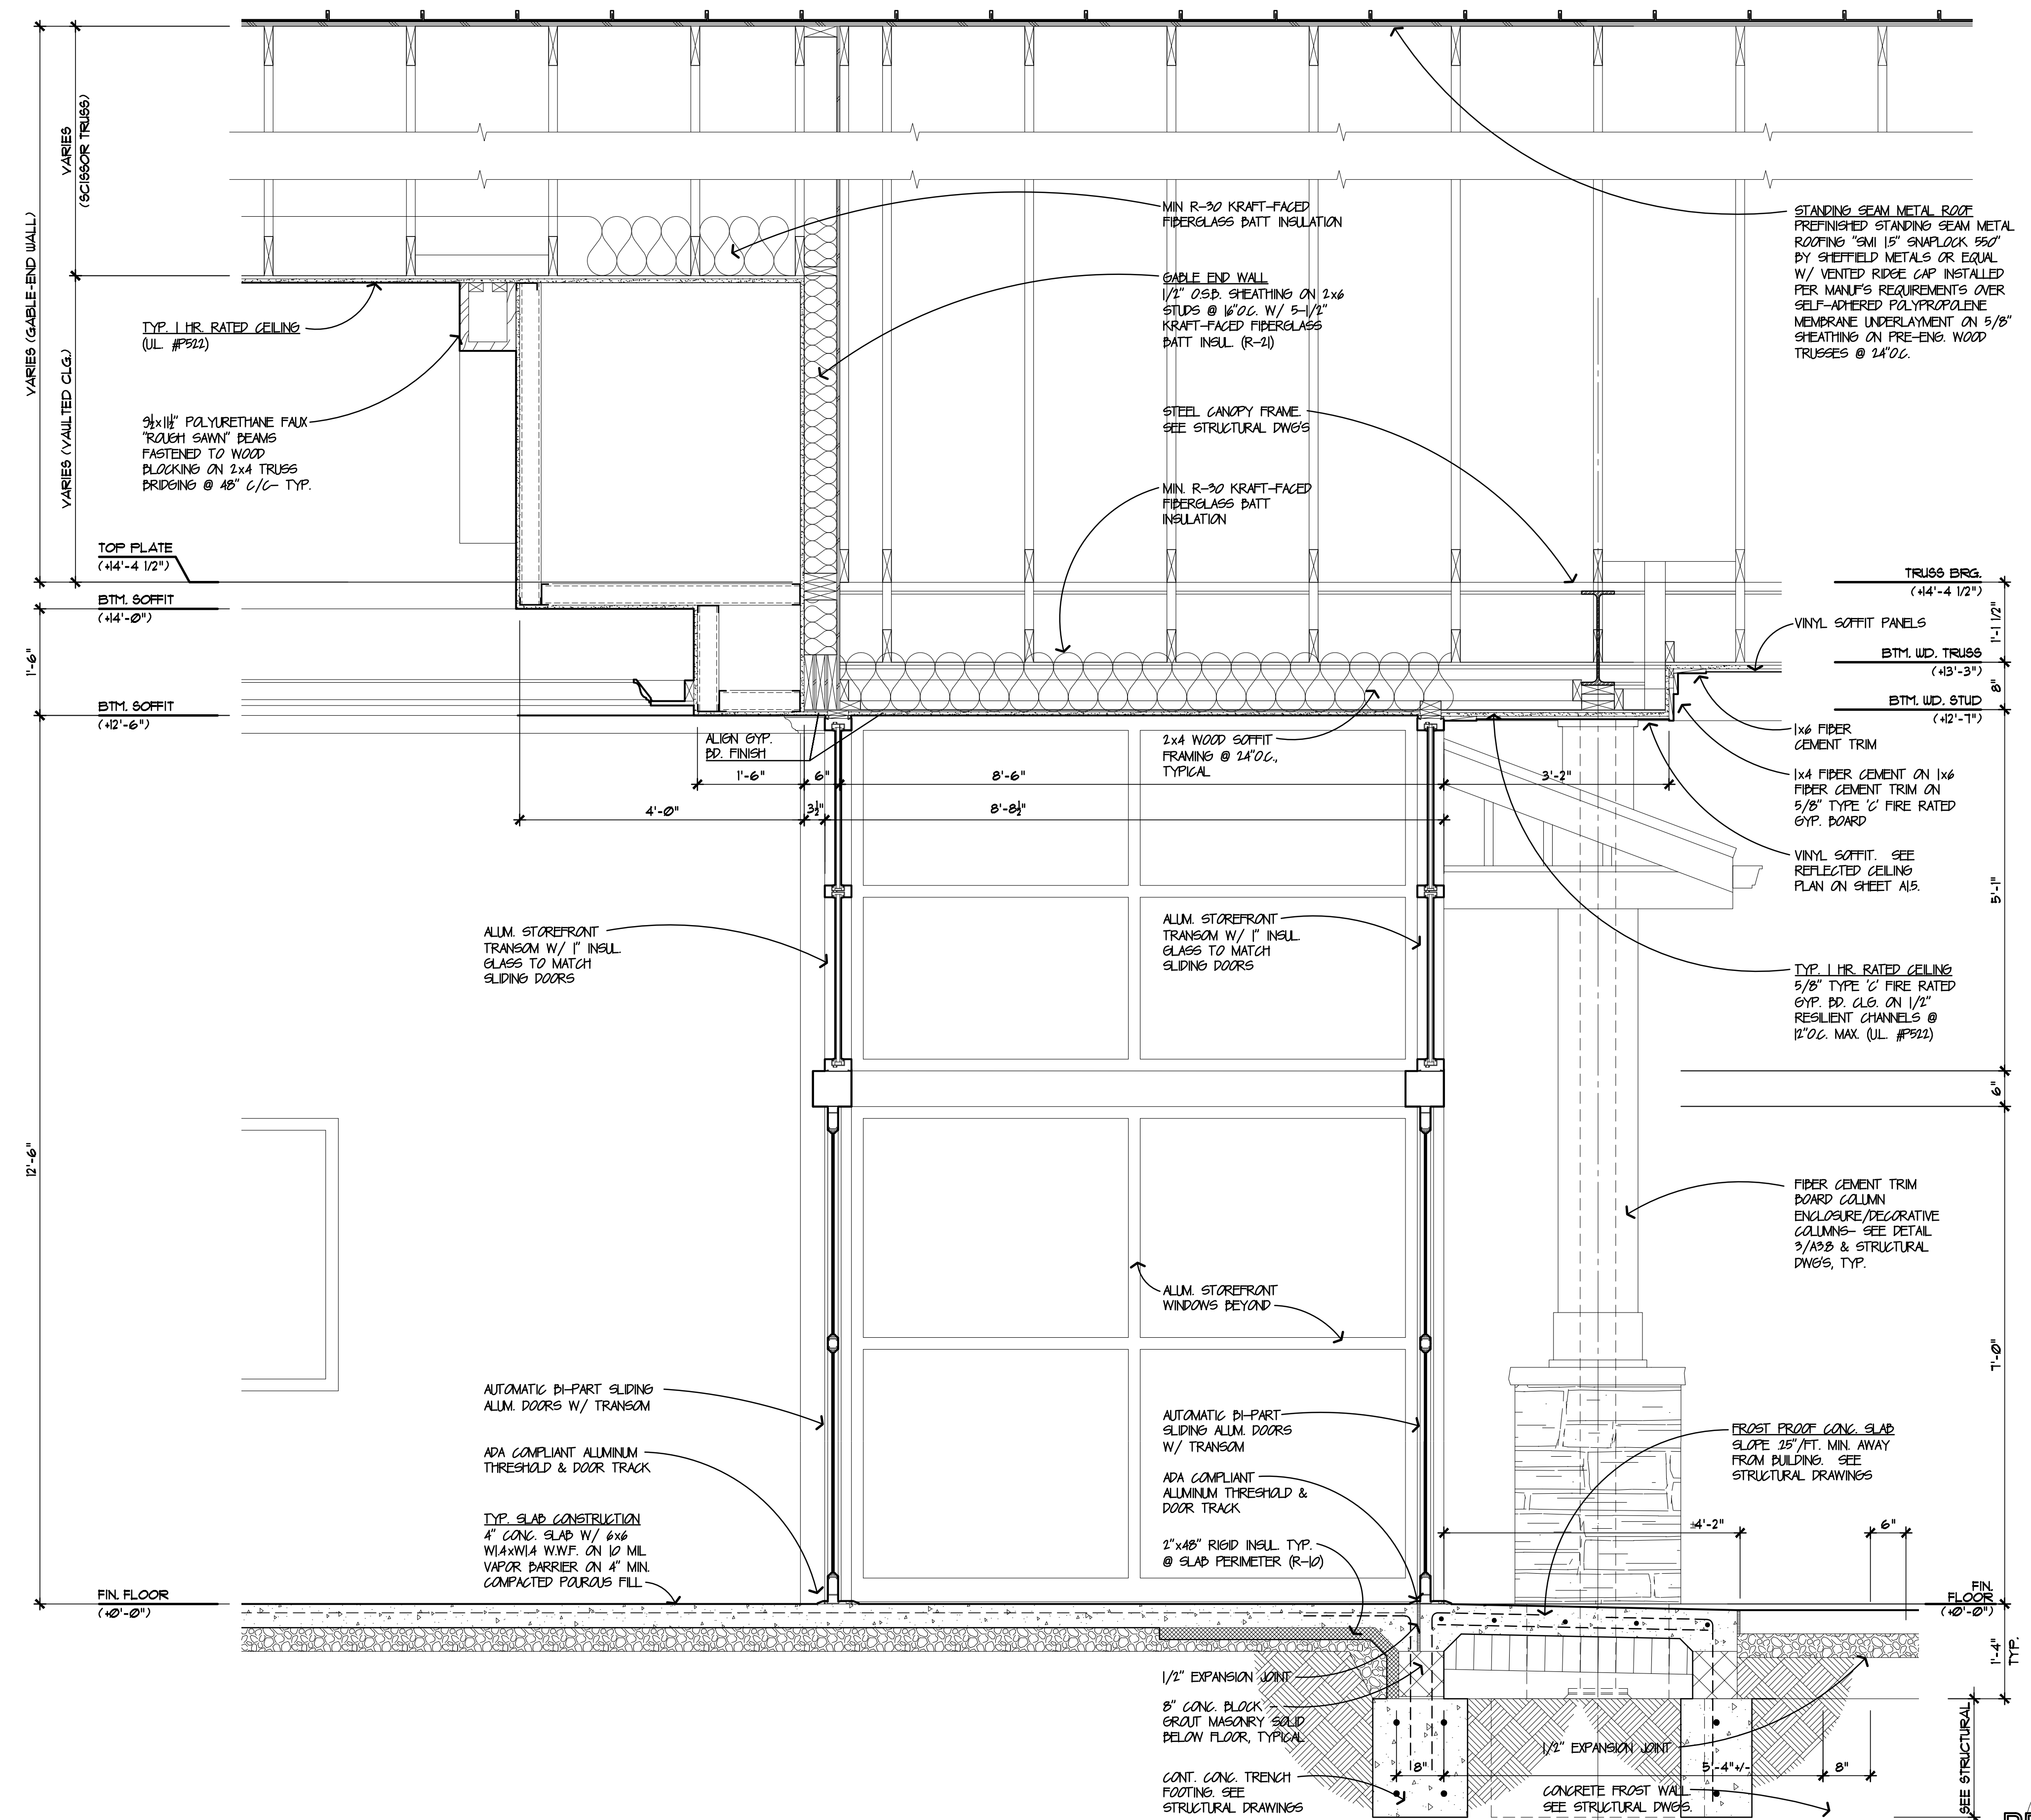 VARIES (GABLE-END WALL)
VARIES
(SCISSOR TRUSS)
VARIES (VAULTED CLG.)
TYP. 1 HR. RATED CEILING
(UL. #P522)
9½x11½" POLYURETHANE FAUX
"ROUGH SAWN" BEAMS
FASTENED TO WOOD
BLOCKING ON 2x4 TRUSS
BRIDGING @ 48" C/C- TYP.
TOP PLATE
(+14'-4 1/2")
BTM. SOFFIT
(+14'-0")
1'-6"
BTM. SOFFIT
(+12'-6")
12'-6"
MIN R-30 KRAFT-FACED
FIBERGLASS BATT INSULATION
GABLE END WALL
1/2" O.S.B. SHEATHING ON 2x6
STUDS @ 16"O.C. W/ 5-1/2"
KRAFT-FACED FIBERGLASS
BATT INSUL. (R-21)
STEEL CANOPY FRAME.
SEE STRUCTURAL DWG'S
MIN. R-30 KRAFT-FACED
FIBERGLASS BATT
INSULATION
STANDING SEAM METAL ROOF
PREFINISHED STANDING SEAM METAL
ROOFING "SMI 1.5" SNAPLOCK 550"
BY SHEFFIELD METALS OR EQUAL
W/ VENTED RIDGE CAP INSTALLED
PER MANUF'S REQUIREMENTS OVER
SELF-ADHERED POLYPROPOLENE
MEMBRANE UNDERLAYMENT ON 5/8"
SHEATHING ON PRE-ENG. WOOD
TRUSSES @ 24"O.C.
TRUSS BRG.
(+14'-4 1/2")
1'-1 1/2"
VINYL SOFFIT PANELS
BTM. WD. TRUSS
(+13'-3")
8"
BTM. WD. STUD
(+12'-7")
1x6 FIBER
CEMENT TRIM
1x4 FIBER CEMENT ON 1x6
FIBER CEMENT TRIM ON
5/8" TYPE 'C' FIRE RATED
GYP. BOARD
VINYL SOFFIT. SEE
REFLECTED CEILING
PLAN ON SHEET A1.5.
5'-1"
TYP. 1 HR. RATED CEILING
5/8" TYPE 'C' FIRE RATED
GYP. BD. CLG. ON 1/2"
RESILIENT CHANNELS @
12"O.C. MAX. (UL. #P522)
6"
ALIGN GYP.
BD. FINISH
2x4 WOOD SOFFIT
FRAMING @ 24"O.C.,
TYPICAL
1'-6"
6"
8'-6"
3'-2"
4'-0"
3½"
8'-8½"
ALUM. STOREFRONT
TRANSOM W/ 1" INSUL.
GLASS TO MATCH
SLIDING DOORS
ALUM. STOREFRONT
TRANSOM W/ 1" INSUL.
GLASS TO MATCH
SLIDING DOORS
FIBER CEMENT TRIM
BOARD COLUMN
ENCLOSURE/DECORATIVE
COLUMNS- SEE DETAIL
3/A3.8 & STRUCTURAL
DWG'S, TYP.
7'-0"
ALUM. STOREFRONT
WINDOWS BEYOND
AUTOMATIC BI-PART SLIDING
ALUM. DOORS W/ TRANSOM
ADA COMPLIANT ALUMINUM
THRESHOLD & DOOR TRACK
TYP. SLAB CONSTRUCTION
4" CONC. SLAB W/ 6x6
W1.4xW1.4 W.W.F. ON 10 MIL
VAPOR BARRIER ON 4" MIN.
COMPACTED POUROUS FILL
AUTOMATIC BI-PART
SLIDING ALUM. DOORS
W/ TRANSOM
ADA COMPLIANT
ALUMINUM THRESHOLD &
DOOR TRACK
2"x48" RIGID INSUL. TYP.
@ SLAB PERIMETER (R-10)
FROST PROOF CONC. SLAB
SLOPE .25"/FT. MIN. AWAY
FROM BUILDING. SEE
STRUCTURAL DRAWINGS
±4'-2"
6"
FIN. FLOOR
(+0'-0")
FIN.
FLOOR
(+0'-0")
1'-4"
TYP.
1/2" EXPANSION JOINT
8" CONC. BLOCK
GROUT MASONRY SOLID
BELOW FLOOR, TYPICAL
CONT. CONC. TRENCH
FOOTING. SEE
STRUCTURAL DRAWINGS
8"
1/2" EXPANSION JOINT
5'-4"+/-
8"
CONCRETE FROST WALL.
SEE STRUCTURAL DWG'S.
SEE STRUCTURAL